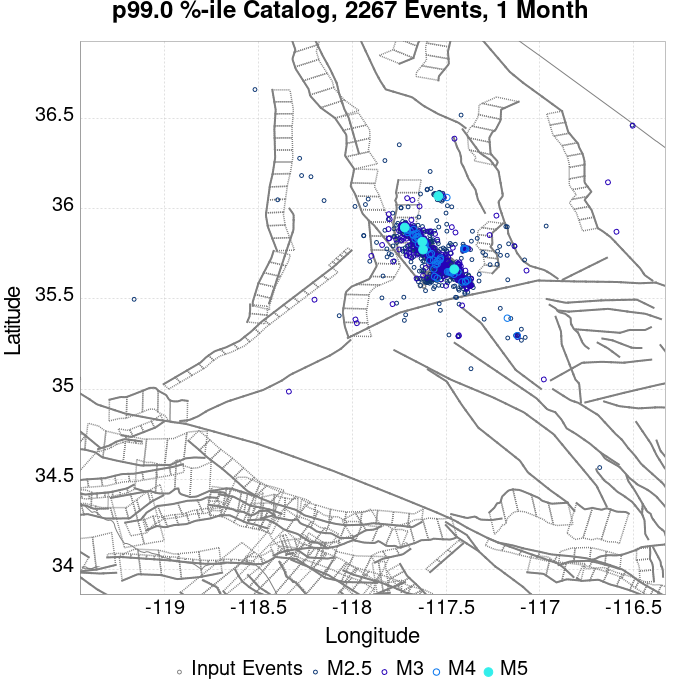 p99.0 %-ile Catalog, 2267 Events, 1 Month
Latitude
36.5
36
35.5
35
34.5
34
-119 -118.5 -118 -117.5 -117 -116.5
Longitude
Input Events M2.5 M3 M4 M5